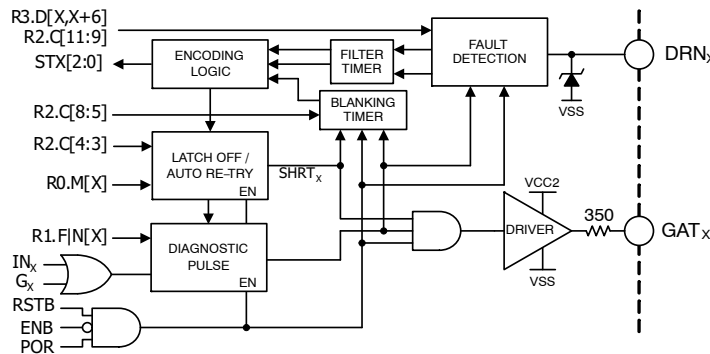 R3.D[X,X+6]
R2.C[11:9]
STX[2:0]
ENCODING
LOGIC
FILTER
TIMER
FAULT
DETECTION
DRNX
VSS
R2.C[8:5]
BLANKING
TIMER
R2.C[4:3]
R0.M[X]
LATCH OFF /
AUTO RE-TRY
EN
SHRTX
R1.F|N[X]
DIAGNOSTIC
PULSE
EN
INX
GX
RSTB
ENB
POR
VCC2
DRIVER
VSS
350
GATX